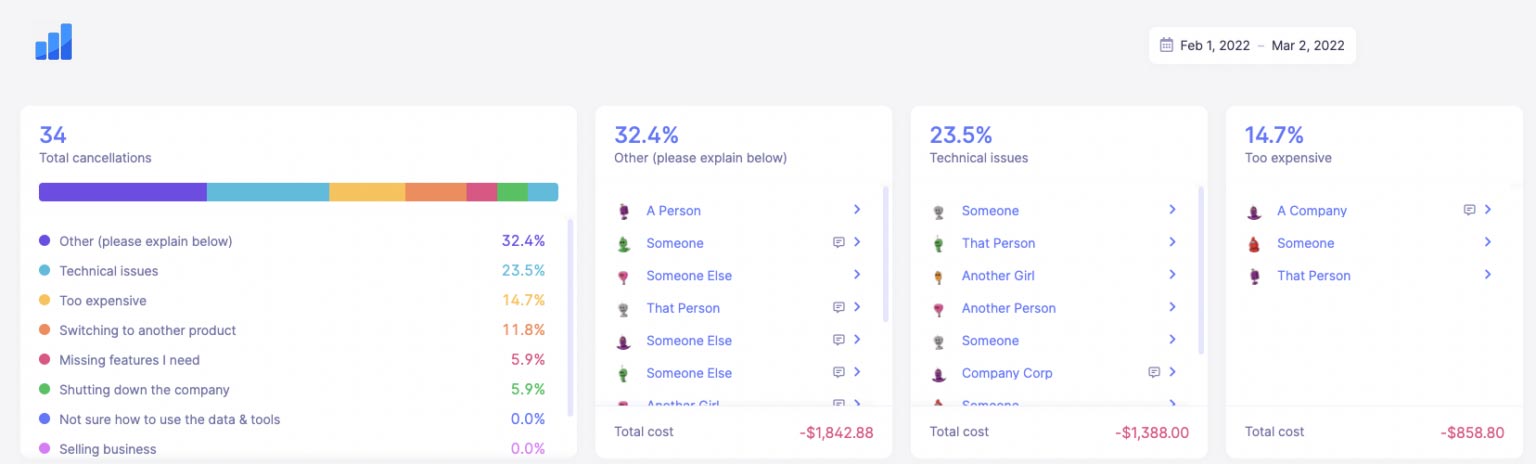 Feb 1, 2022 – Mar 2, 2022
34
Total cancellations
Other (please explain below) 32.4%
Technical issues 23.5%
Too expensive 14.7%
Switching to another product 11.8%
Missing features I need 5.9%
Shutting down the company 5.9%
Not sure how to use the data & tools 0.0%
Selling business 0.0%
32.4%
Other (please explain below)
A Person
Someone
Someone Else
That Person
Someone Else
Someone Else
Another Girl
Total cost -$1,842.88
23.5%
Technical issues
Someone
That Person
Another Girl
Another Person
Someone
Company Corp
Someone
Total cost -$1,388.00
14.7%
Too expensive
A Company
Someone
That Person
Total cost -$858.80